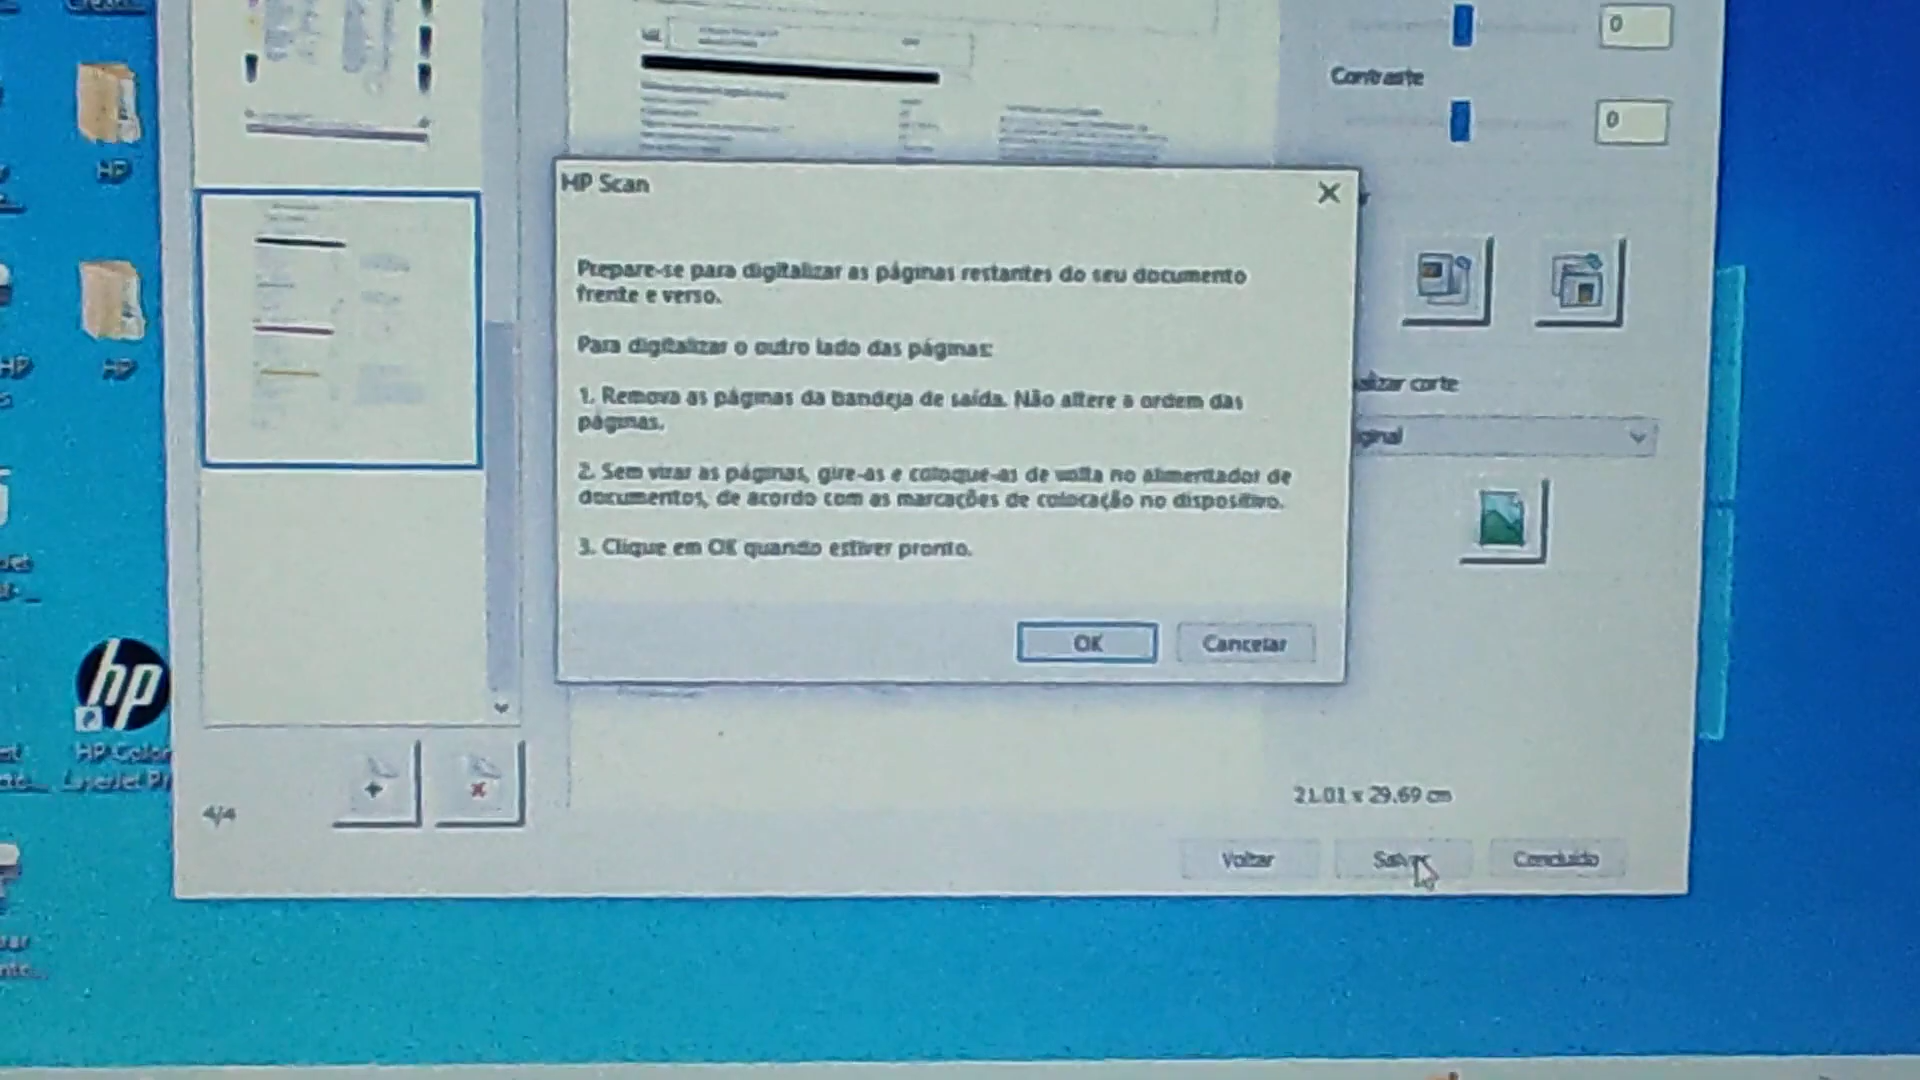 0
Contraste
0
HP
HP Scan
Prepare-se para digitalizar as páginas restantes do seu documento
frente e verso.
Para digitalizar o outro lado das páginas:
1. Remova as páginas da bandeja de saída. Não altere a ordem das
páginas.
2. Sem virar as páginas, gire-as e coloque-as de volta no alimentador de
documentos, de acordo com as marcações de colocação no dispositivo.
3. Clique em OK quando estiver pronto.
OK Cancelar
corte
HP
HP
hp
HP Color
LaserJet
4/4
21.01 x 29.69 cm
Voltar Salvar Concluído